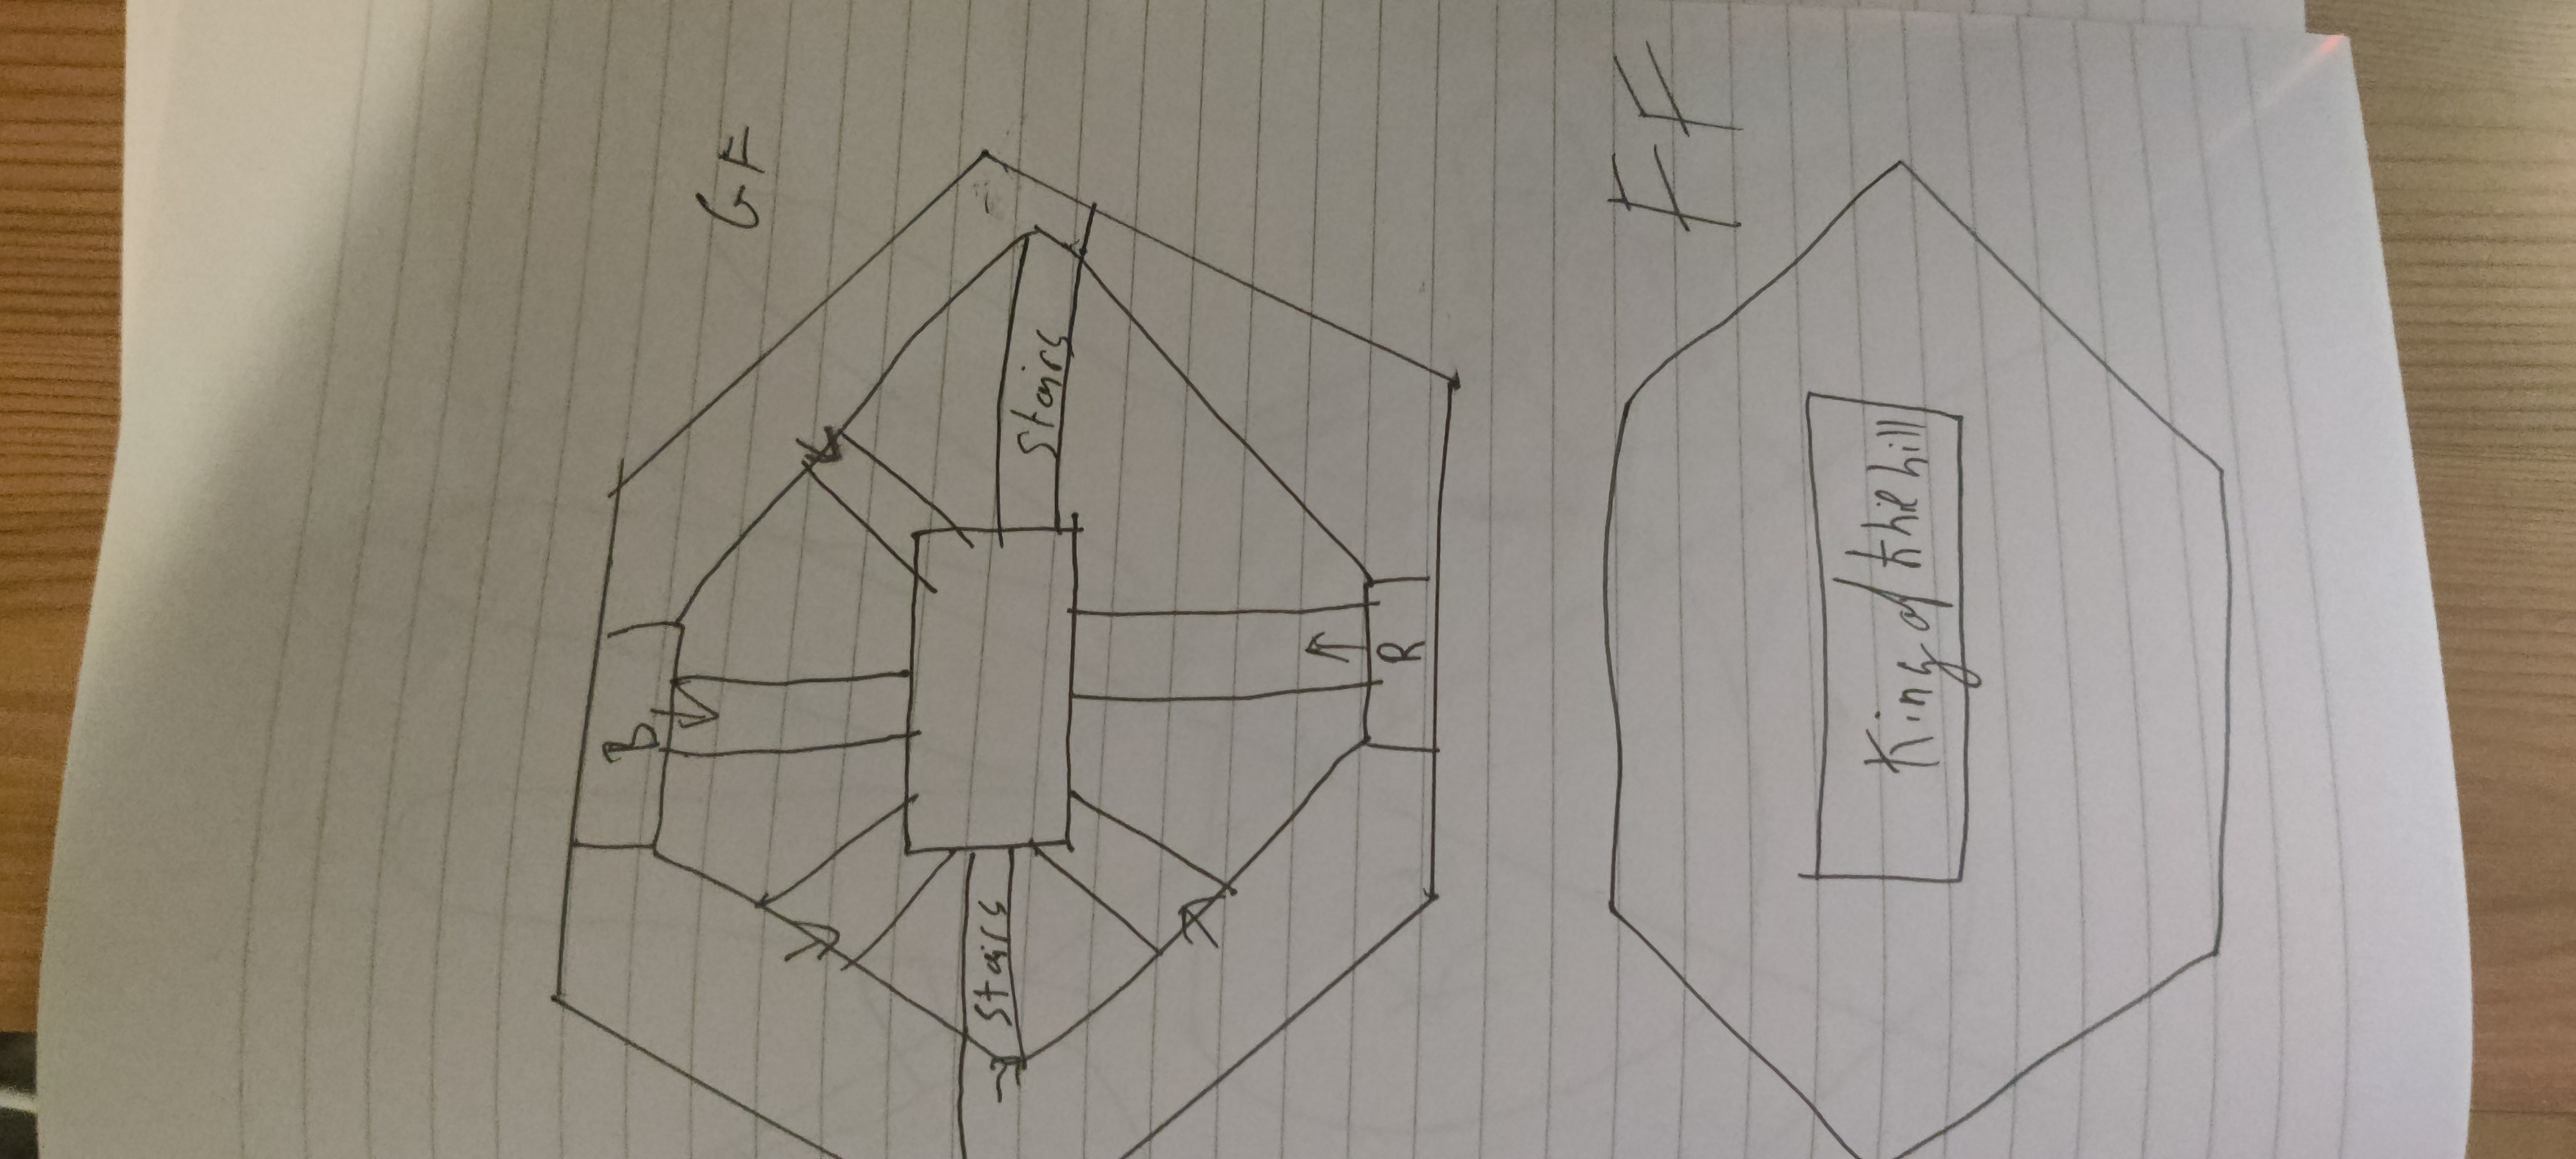 GF
Stairs
B
R
Stairs
FF
King of the hill